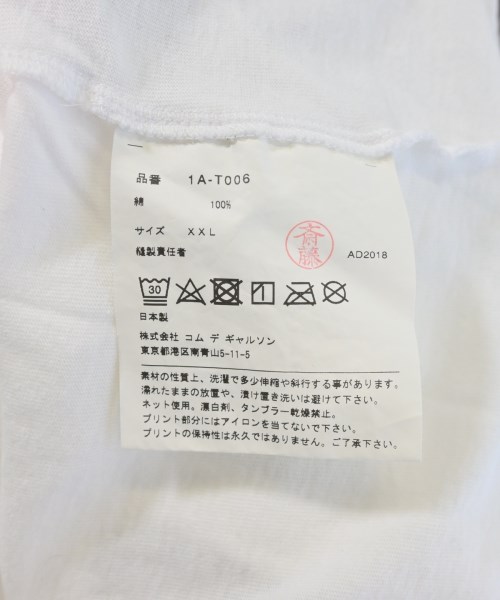 品番 1A-T006
綿 100%
サイズ XXL
縫製責任者
斎藤
AD2018
30
日本製
株式会社 コム デ ギャルソン
東京都港区南青山5-11-5
素材の性質上、洗濯で多少伸縮や斜行する事があります。
濡れたままの放置や、漬け置き洗いは避けて下さい。
ネット使用。漂白剤、タンブラー乾燥禁止。
プリント部分にはアイロンを当てないで下さい。
プリントの保持性は永久ではありません。ご了承下さい。